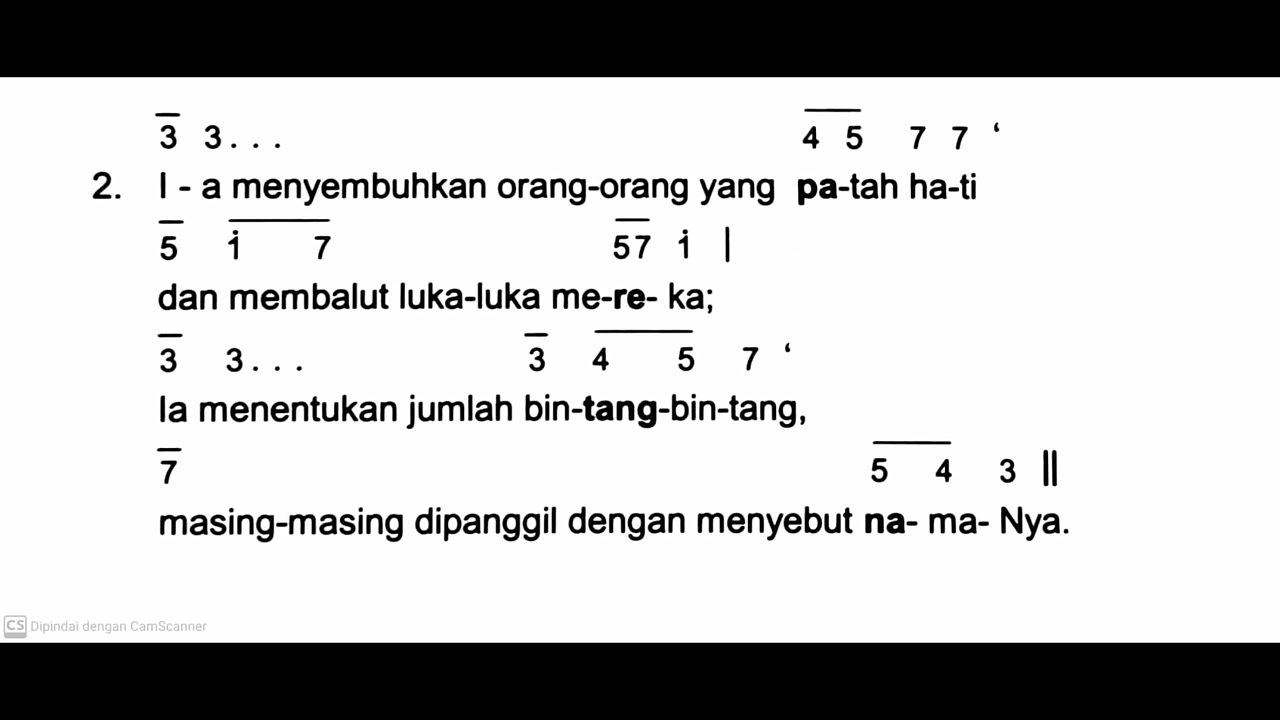 3 3... 4 5 7 7 ‘
2. I - a menyembuhkan orang-orang yang pa-tah ha-ti
5 i 7 57 i |
dan membalut luka-luka me-re- ka;
3 3... 3 4 5 7 ‘
Ia menentukan jumlah bin-tang-bin-tang,
7 5 4 3 ||
masing-masing dipanggil dengan menyebut na- ma- Nya.
CS Dipindai dengan CamScanner